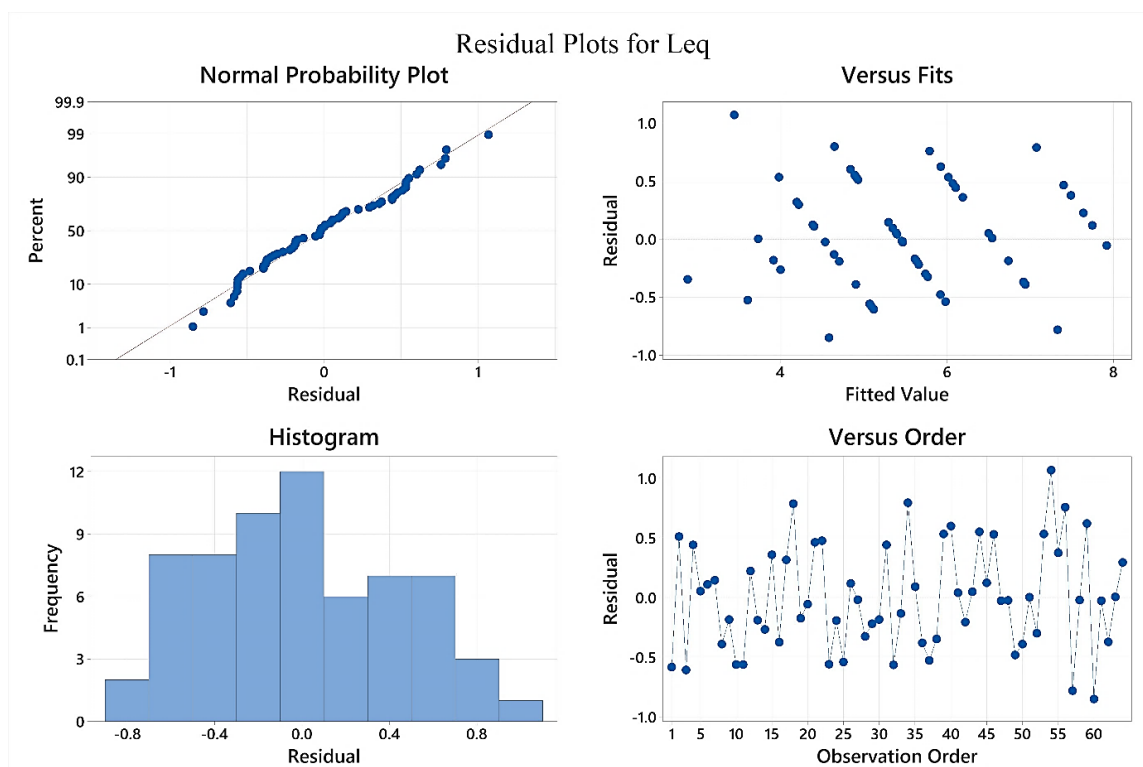 Residual Plots for Leq
Normal Probability Plot
99.9
99
90
50
10
1
0.1
Percent
-1
0
1
Residual
Versus Fits
1.0
0.5
0.0
-0.5
-1.0
Residual
4
6
8
Fitted Value
Histogram
12
9
6
3
0
Frequency
-0.8
-0.4
0.0
0.4
0.8
Residual
Versus Order
1.0
0.5
0.0
-0.5
-1.0
Residual
1 5 10 15 20 25 30 35 40 45 50 55 60
Observation Order